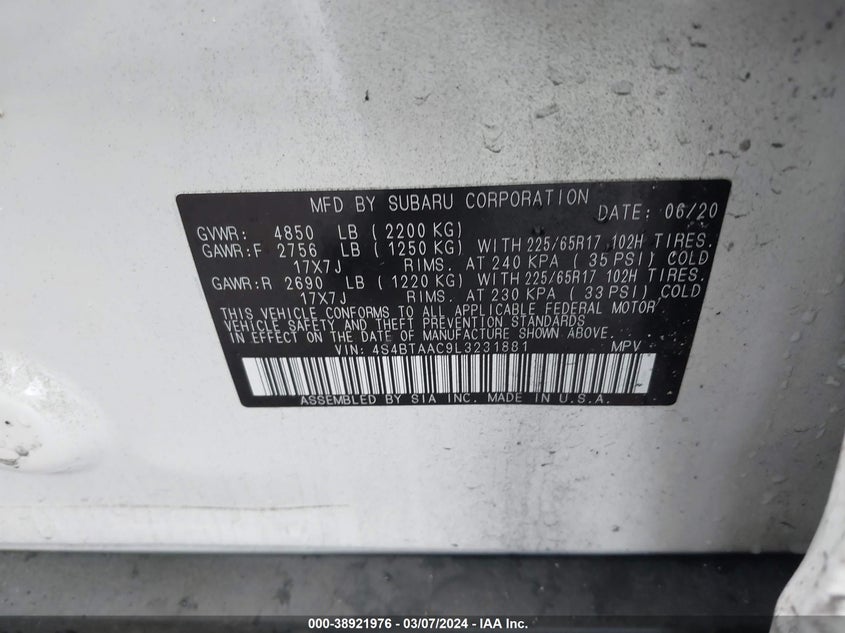 MFD BY SUBARU CORPORATION DATE: 06/20
GVWR: 4850 LB ( 2200 KG)
GAWR:F 2756 LB ( 1250 KG) WITH 225/65R17 102H TIRES.
17X7J RIMS. AT 240 KPA ( 35 PSI) COLD
GAWR:R 2690 LB ( 1220 KG) WITH 225/65R17 102H TIRES.
17X7J RIMS. AT 230 KPA ( 33 PSI) COLD
THIS VEHICLE CONFORMS TO ALL APPLICABLE FEDERAL MOTOR
VEHICLE SAFETY AND THEFT PREVENTION STANDARDS
IN EFFECT ON THE DATE OF MANUFACTURE SHOWN ABOVE.
VIN: 4S4BTAAC9L3231881 MPV
ASSEMBLED BY SIA INC. MADE IN U.S.A.
000-38921976 - 03/07/2024 - IAA Inc.